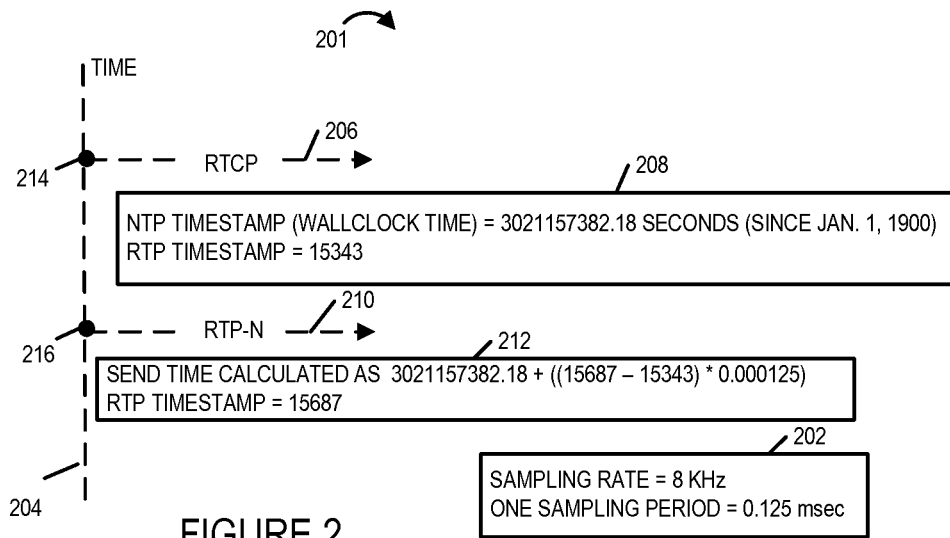 201
TIME
206
RTCP
214
208
NTP TIMESTAMP (WALLCLOCK TIME) = 3021157382.18 SECONDS (SINCE JAN. 1, 1900)
RTP TIMESTAMP = 15343
210
RTP-N
216
212
SEND TIME CALCULATED AS 3021157382.18 + ((15687 – 15343) * 0.000125)
RTP TIMESTAMP = 15687
202
SAMPLING RATE = 8 KHz
ONE SAMPLING PERIOD = 0.125 msec
204
FIGURE 2